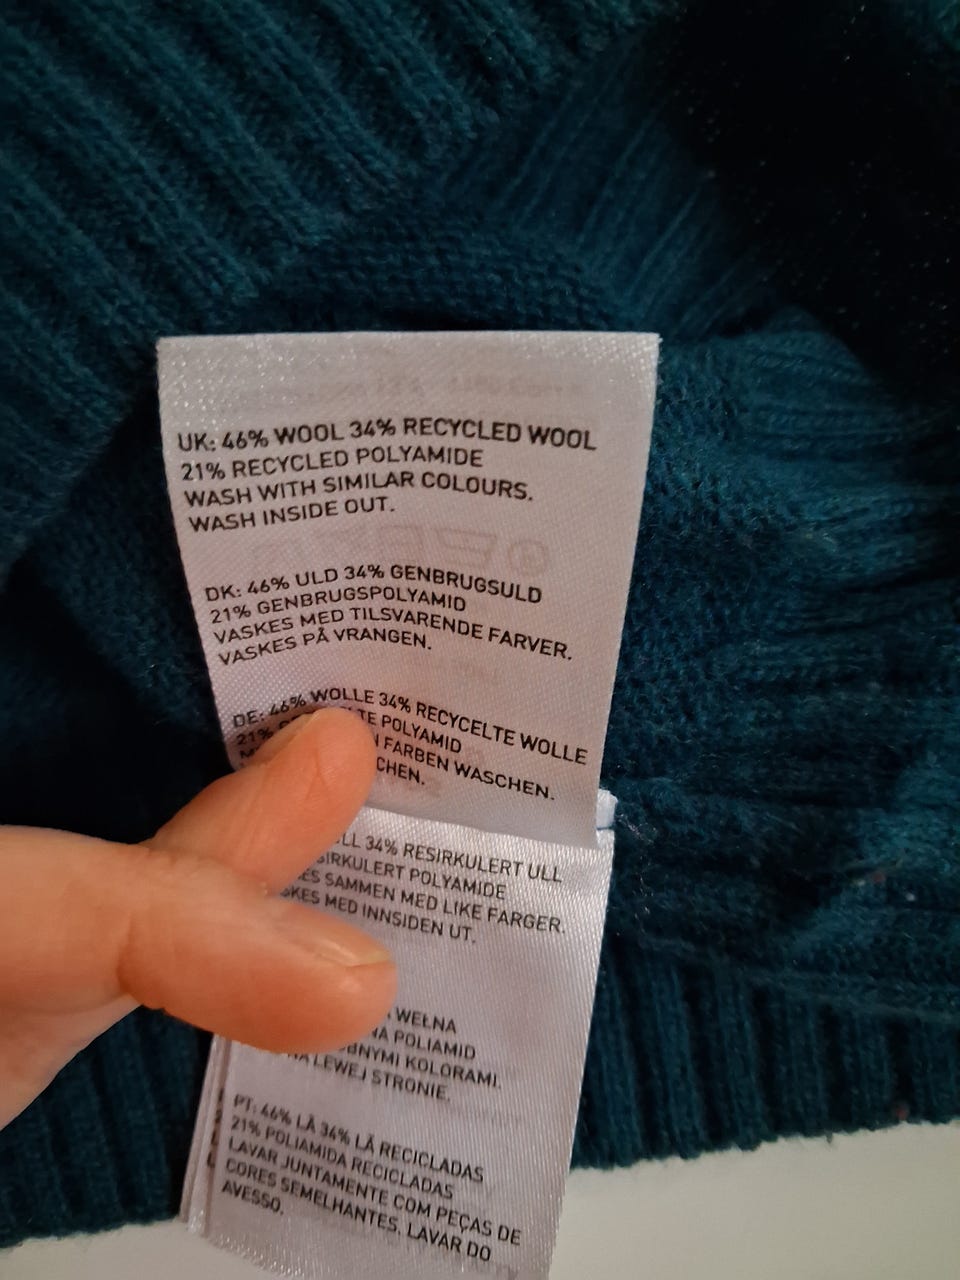 UK: 46% WOOL 34% RECYCLED WOOL
21% RECYCLED POLYAMIDE
WASH WITH SIMILAR COLOURS.
WASH INSIDE OUT.
DK: 46% ULD 34% GENBRUGSULD
21% GENBRUGSPOLYAMID
VASKES MED TILSVARENDE FARVER.
VASKES PÅ VRANGEN.
DE: 46% WOLLE 34% RECYCELTE WOLLE
21% POLYAMID
FARBEN WASCHEN.
34% RESIRKULERT ULL
POLYAMIDE
SAMMEN MED LIKE FARGER.
MED INNSIDEN UT.
WEŁNA
POLIAMID
KOLORAMI.
LEWEJ STRONIE.
PT: 46% LÃ 34% LÃ RECICLADAS
21% POLIAMIDA RECICLADAS
LAVAR JUNTAMENTE COM PEÇAS DE
CORES SEMELHANTES. LAVAR DO
AVESSO.